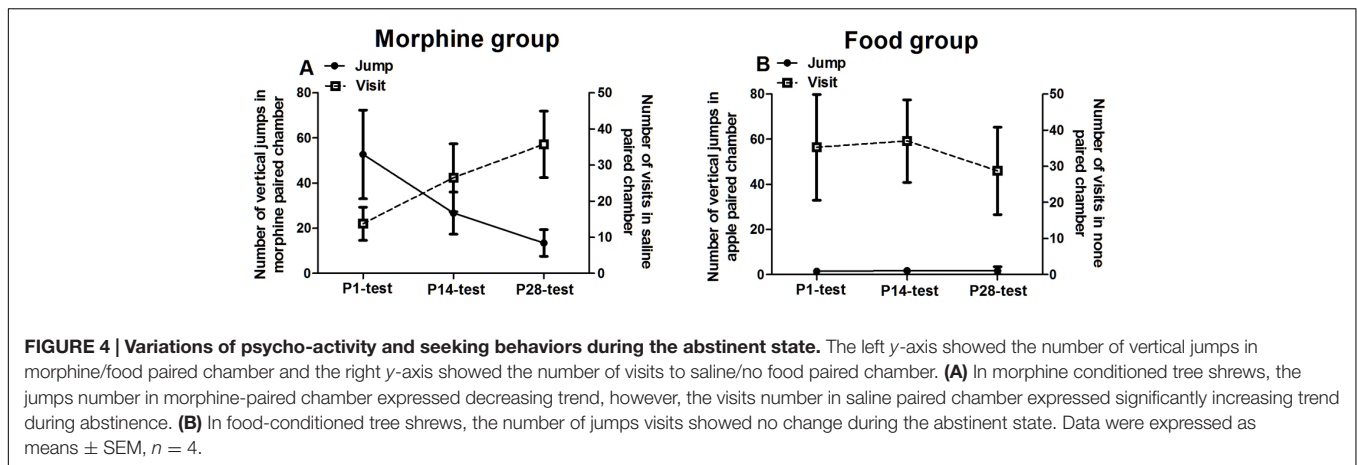 Morphine group
A
Jump
Visit
Number of vertical jumps in
morphine paired chamber
80
60
40
20
0
50
40
30
20
10
0
Number of visits in saline
paired chamber
P1-test P14-test P28-test
Food group
B
Jump
Visit
Number of vertical jumps in
apple paired chamber
80
60
40
20
0
50
40
30
20
10
0
Number of visits in none
paired chamber
P1-test P14-test P28-test
FIGURE 4 | Variations of psycho-activity and seeking behaviors during the abstinent state. The left y-axis showed the number of vertical jumps in
morphine/food paired chamber and the right y-axis showed the number of visits to saline/no food paired chamber. (A) In morphine conditioned tree shrews, the
jumps number in morphine-paired chamber expressed decreasing trend, however, the visits number in saline paired chamber expressed significantly increasing trend
during abstinence. (B) In food-conditioned tree shrews, the number of jumps visits showed no change during the abstinent state. Data were expressed as
means ± SEM, n = 4.